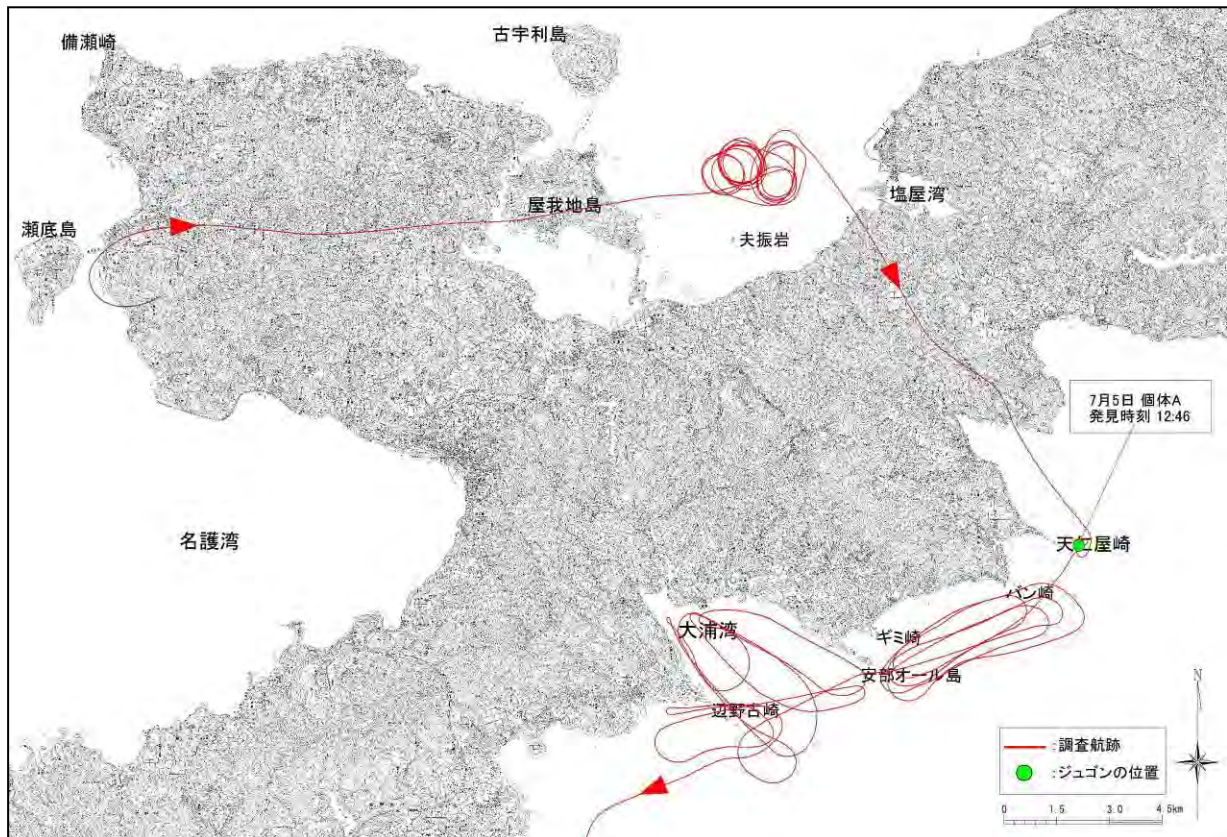 備瀬崎
古宇利島
塩屋湾
屋我地島
瀬底島
夫振岩
7月5日 個体A
発見時刻 12:46
名護湾
天仁屋崎
バン崎
大浦湾
ギミ崎
安部オール島
辺野古崎
N
:調査航跡
:ジュゴンの位置
0 1.5 3.0 4.5km